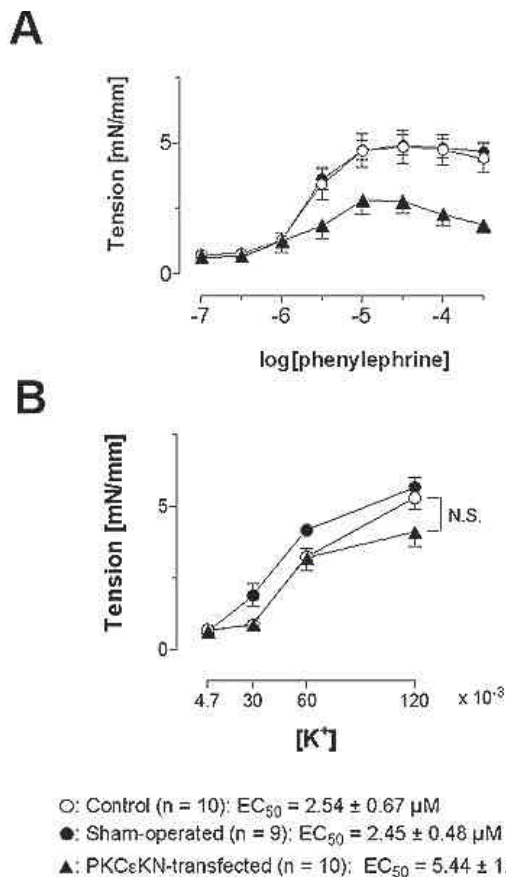 A
Tension [mN/mm]
5
0
-7 -6 -5 -4
log[phenylephrine]
B
Tension [mN/mm]
5
0
N.S.
4.7 30 60 120 x 10⁻³
[K⁺]
○: Control (n = 10): EC₅₀ = 2.54 ± 0.67 µM
●: Sham-operated (n = 9): EC₅₀ = 2.45 ± 0.48 µM
▲: PKCεKN-transfected (n = 10): EC₅₀ = 5.44 ± 1.